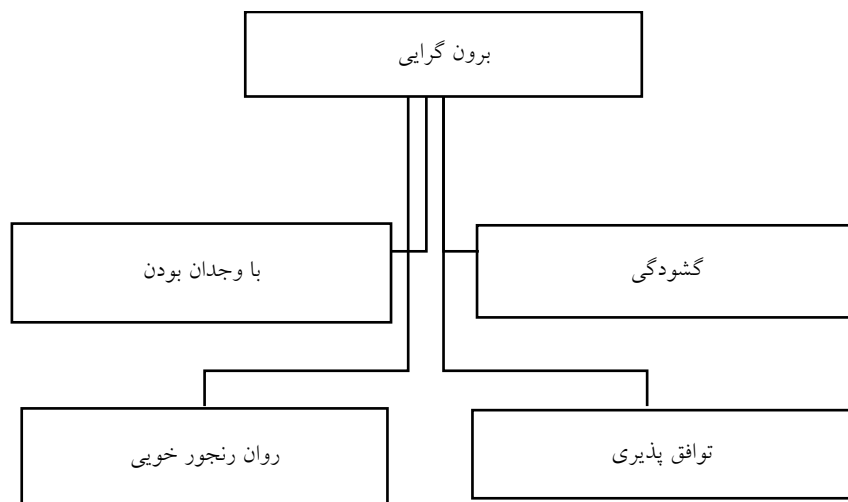 برون گرایی
گشودگی
با وجدان بودن
توافق پذیری
روان رنجور خویی